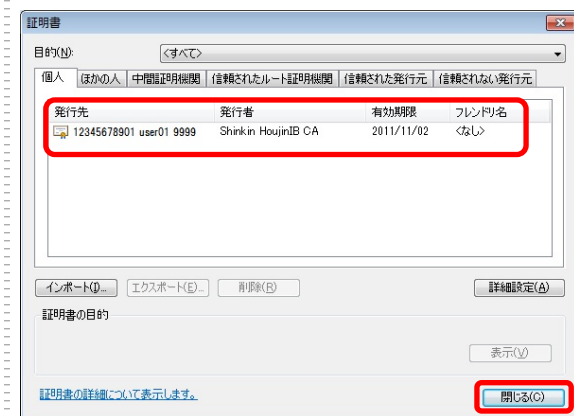 証明書
目的(N): <すべて>
個人 ほかの人 中間証明機関 信頼されたルート証明機関 信頼された発行元 信頼されない発行元
発行先 発行者 有効期限 フレンドリ名
12345678901 user01 9999 Shinkin HoujinIB CA 2011/11/02 <なし>
インポート(I)... エクスポート(E)... 削除(R) 詳細設定(A)
証明書の目的
表示(V)
証明書の詳細について表示します。 閉じる(C)